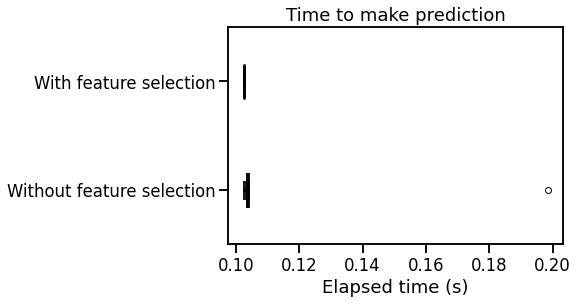 Time to make prediction
With feature selection
Without feature selection
0.10 0.12 0.14 0.16 0.18 0.20
Elapsed time (s)